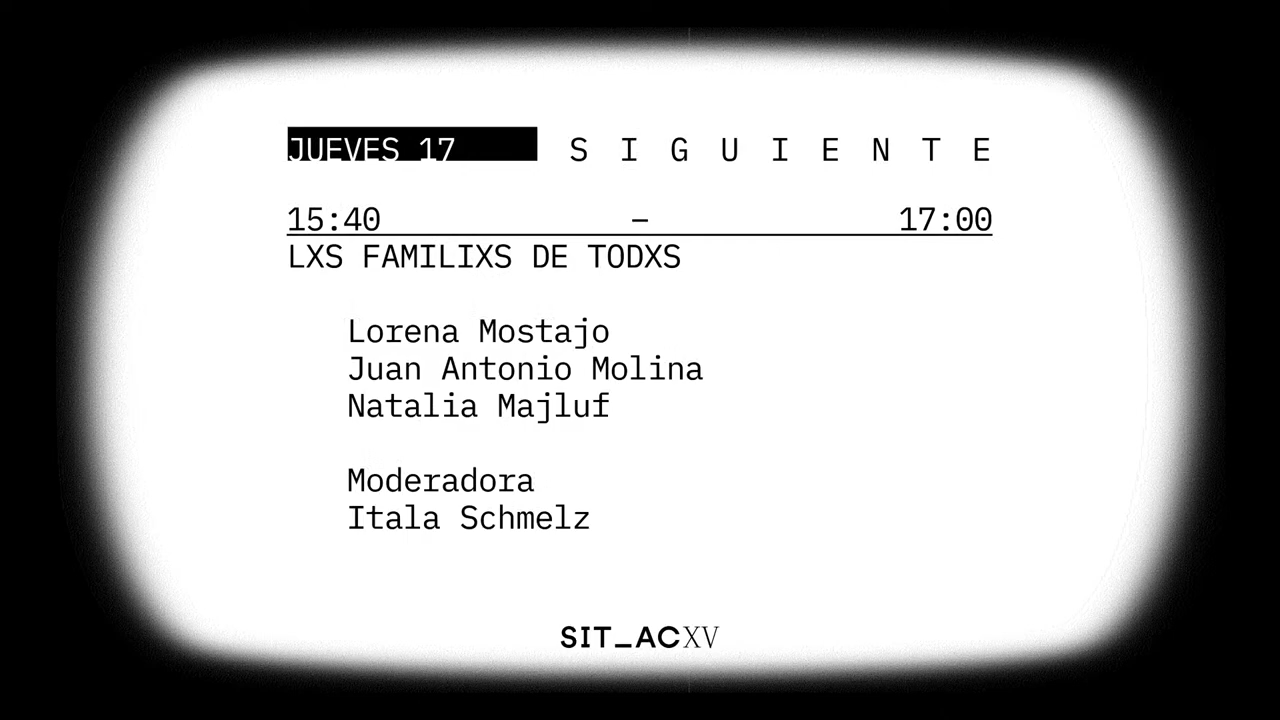 JUEVES 17 SIGUIENTE
15:40 – 17:00
LXS FAMILIXS DE TODXS
Lorena Mostajo
Juan Antonio Molina
Natalia Majluf
Moderadora
Itala Schmelz
SIT_ACXV